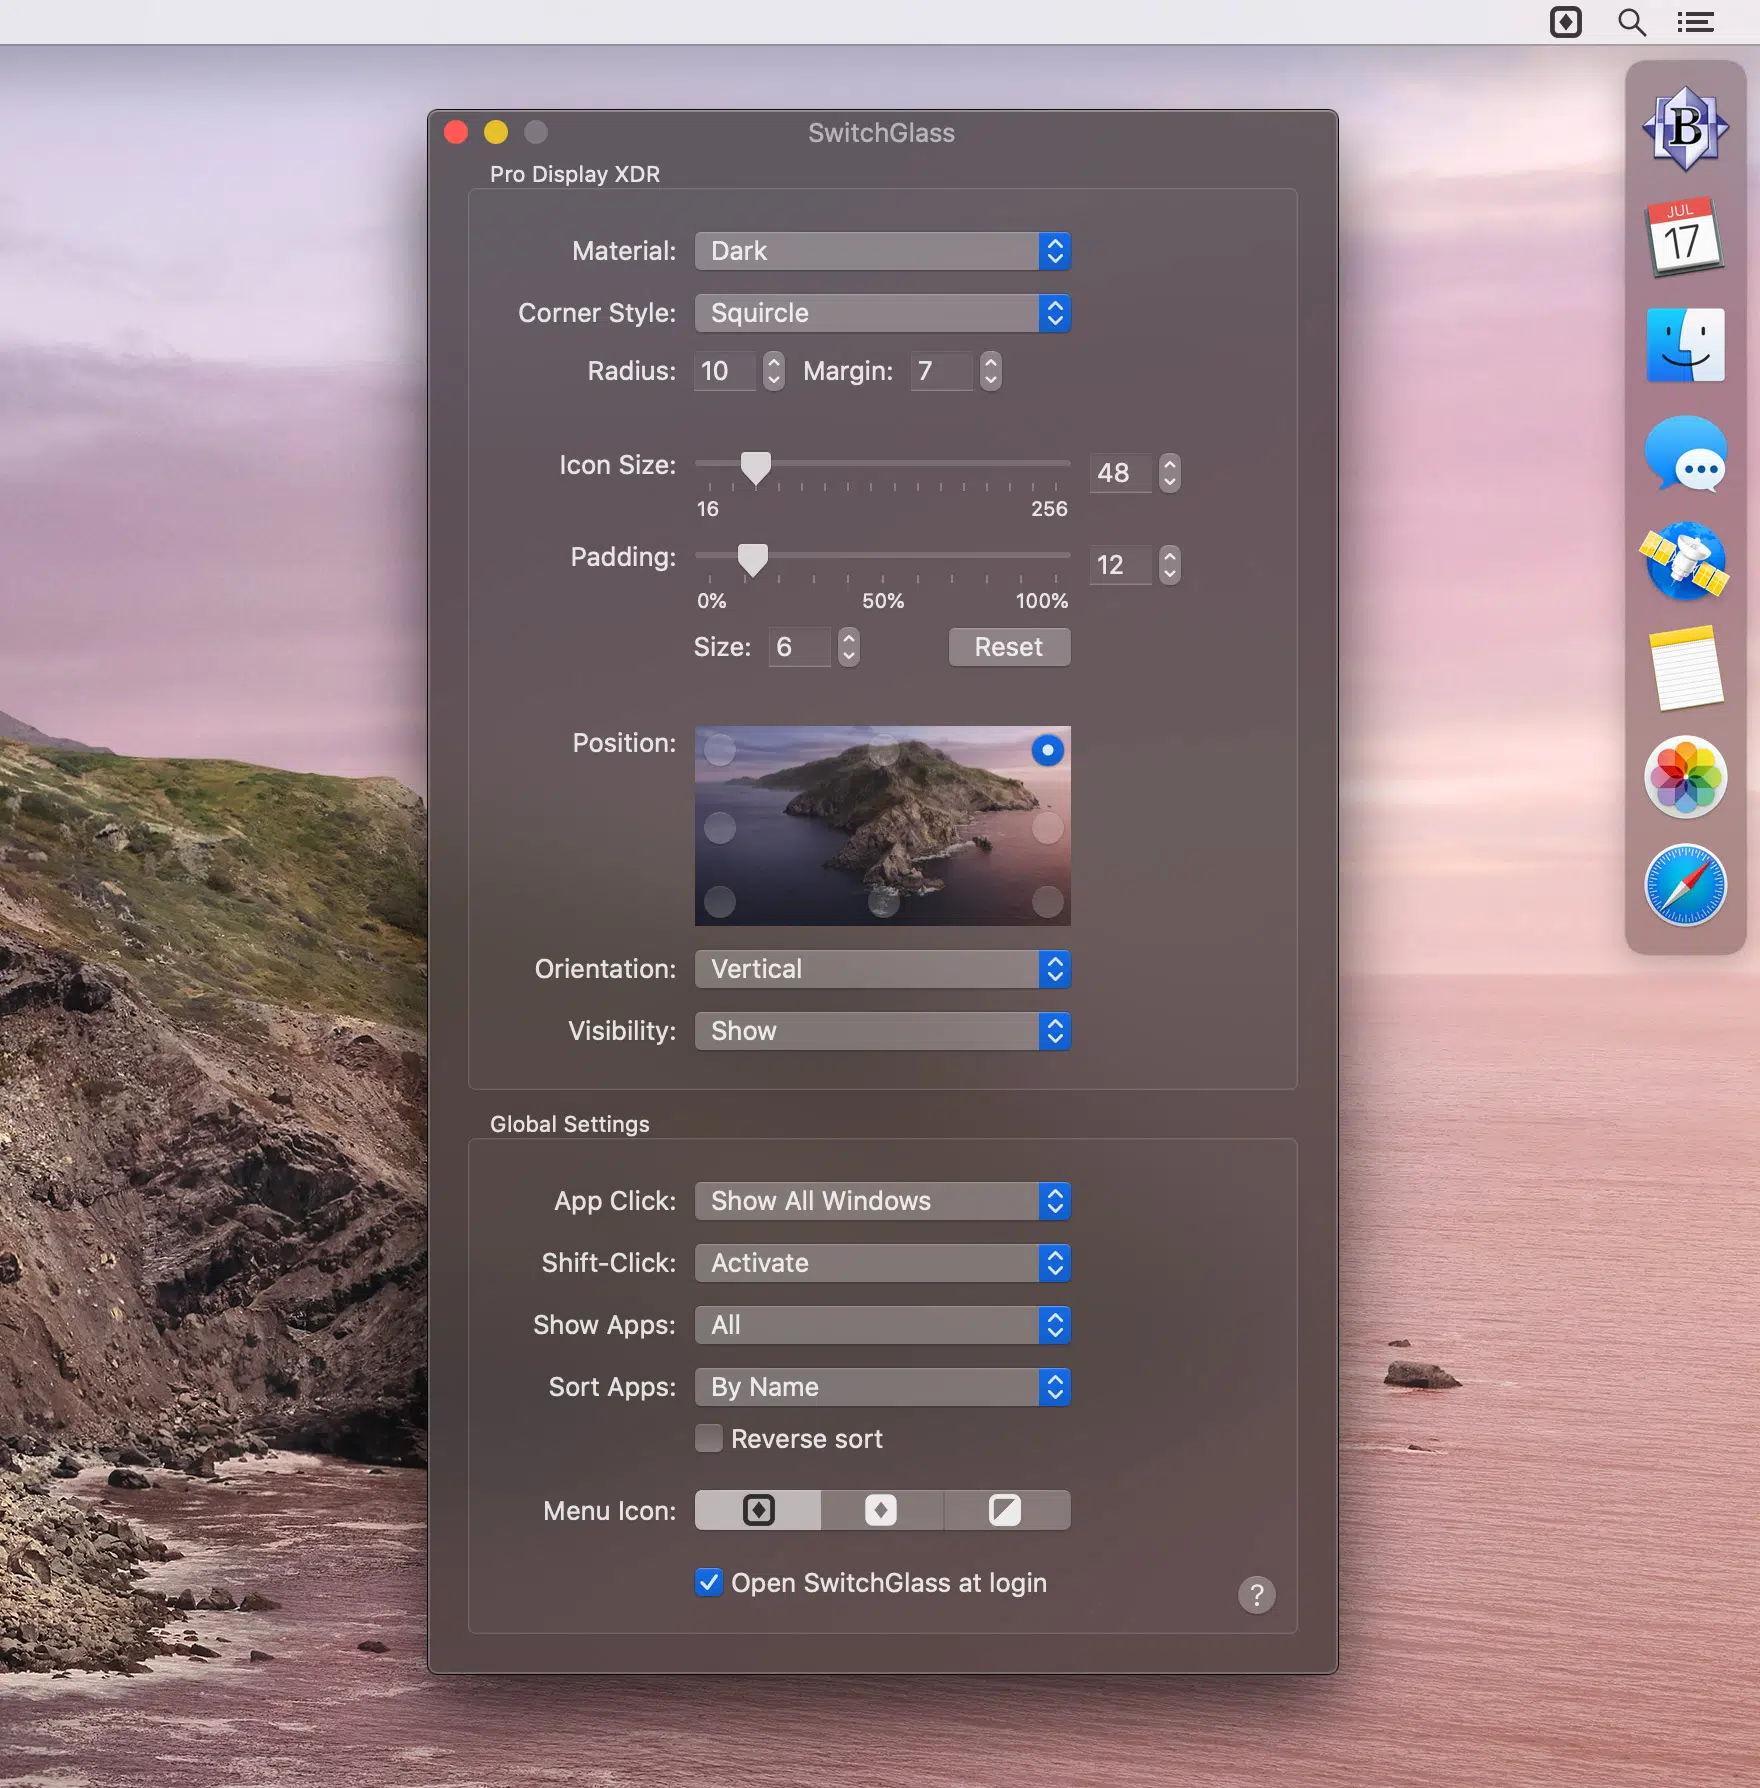 SwitchGlass
Pro Display XDR
Material: Dark
Corner Style: Squircle
Radius: 10 Margin: 7
Icon Size: 48
16 256
Padding: 12
0% 50% 100%
Size: 6 Reset
Position:
Orientation: Vertical
Visibility: Show
Global Settings
App Click: Show All Windows
Shift-Click: Activate
Show Apps: All
Sort Apps: By Name
Reverse sort
Menu Icon:
Open SwitchGlass at login
?
B
JUL
17